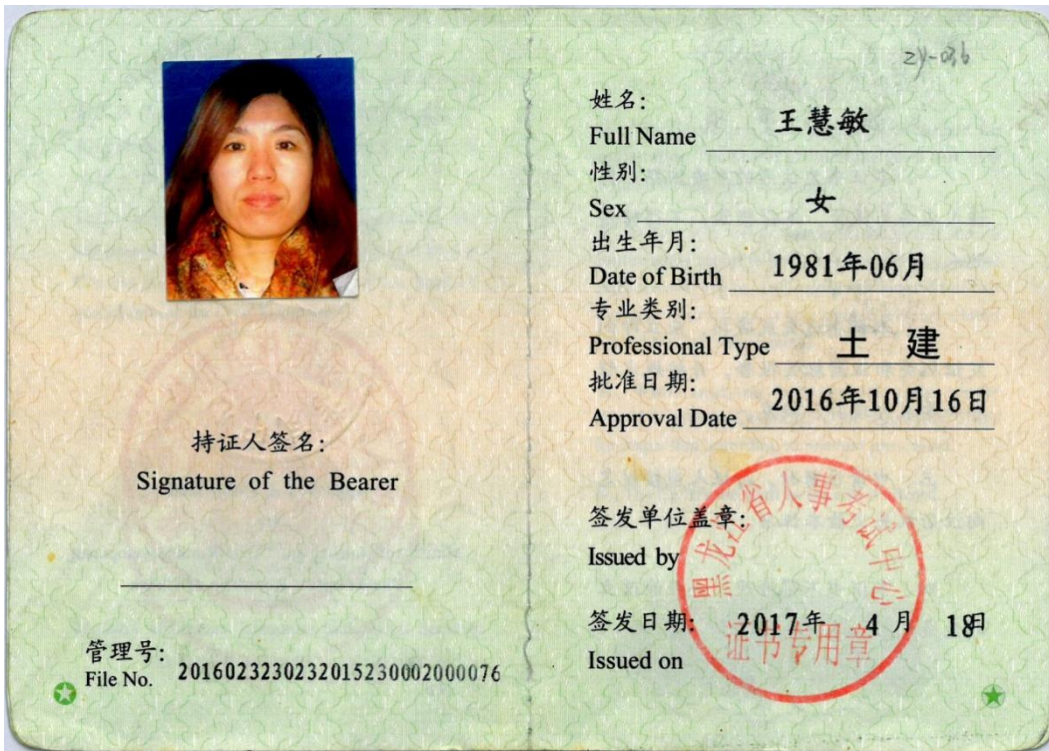 持证人签名:
Signature of the Bearer
管理号:
File No. 2016023230232015230002000076
zy-036
姓名:
Full Name 王慧敏
性别:
Sex 女
出生年月:
Date of Birth 1981年06月
专业类别:
Professional Type 土 建
批准日期:
Approval Date 2016年10月16日
签发单位盖章:
Issued by
黑龙江省人事考试中心
证书专用章
签发日期: 2017年 4 月 18日
Issued on